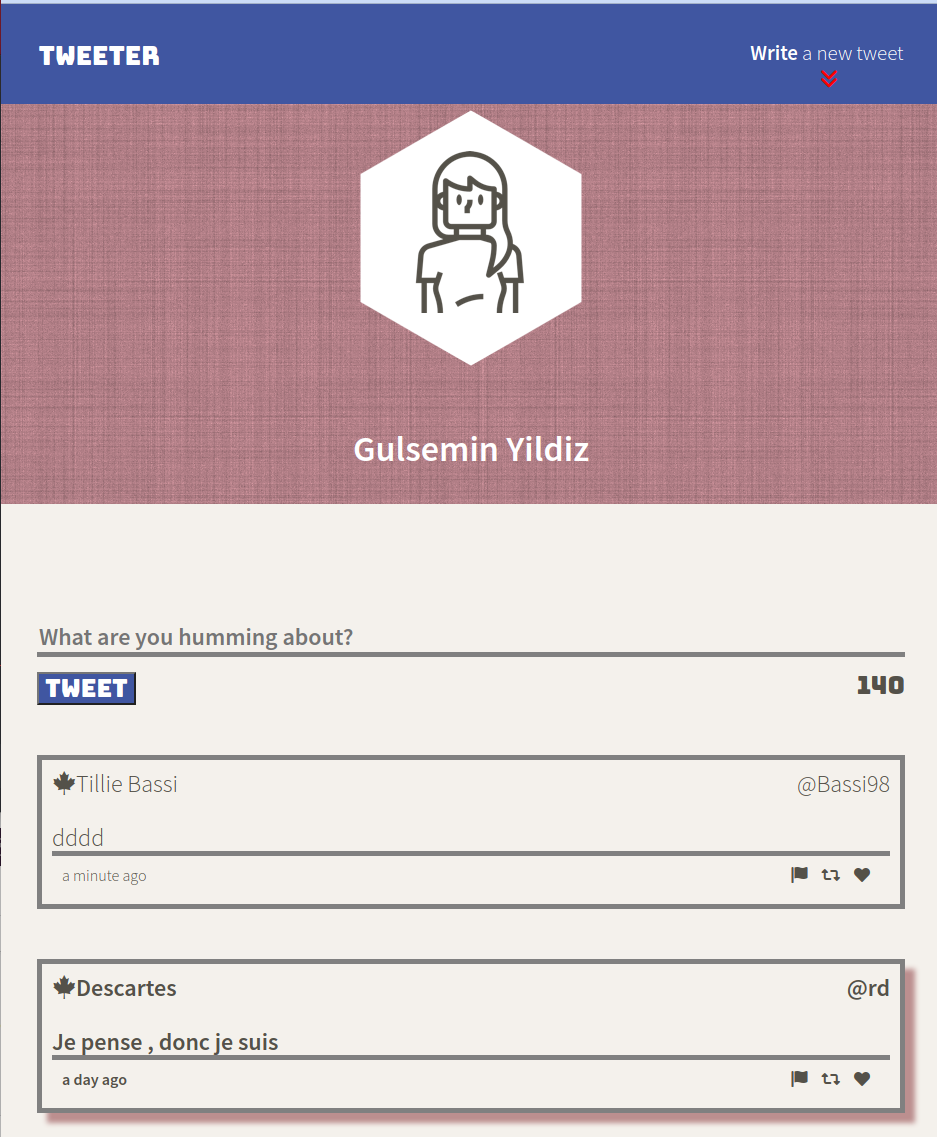 TWEETER
Write a new tweet
Gulsemin Yildiz
What are you humming about?
TWEET 140
Tillie Bassi @Bassi98
dddd
a minute ago
Descartes @rd
Je pense , donc je suis
a day ago